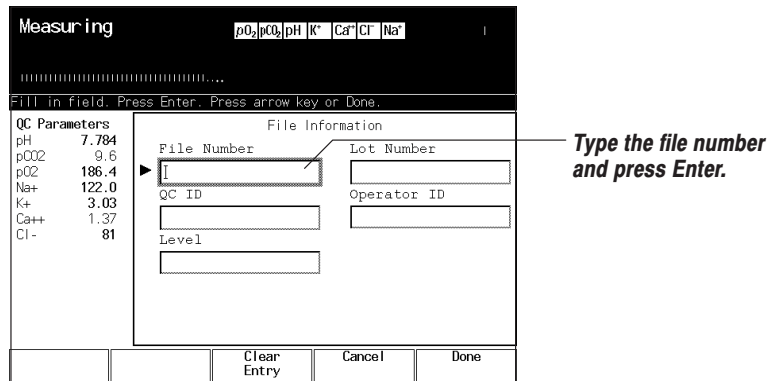 Measuring
pO₂ pCO₂ pH K⁺ Ca⁺⁺ Cl⁻ Na⁺
Fill in field. Press Enter. Press arrow key or Done.
QC Parameters
pH 7.784
pCO2 9.6
pO2 186.4
Na+ 122.0
K+ 3.03
Ca++ 1.37
Cl- 81
File Information
File Number
Lot Number
QC ID
Operator ID
Level
Clear Entry
Cancel
Done
Type the file number
and press Enter.